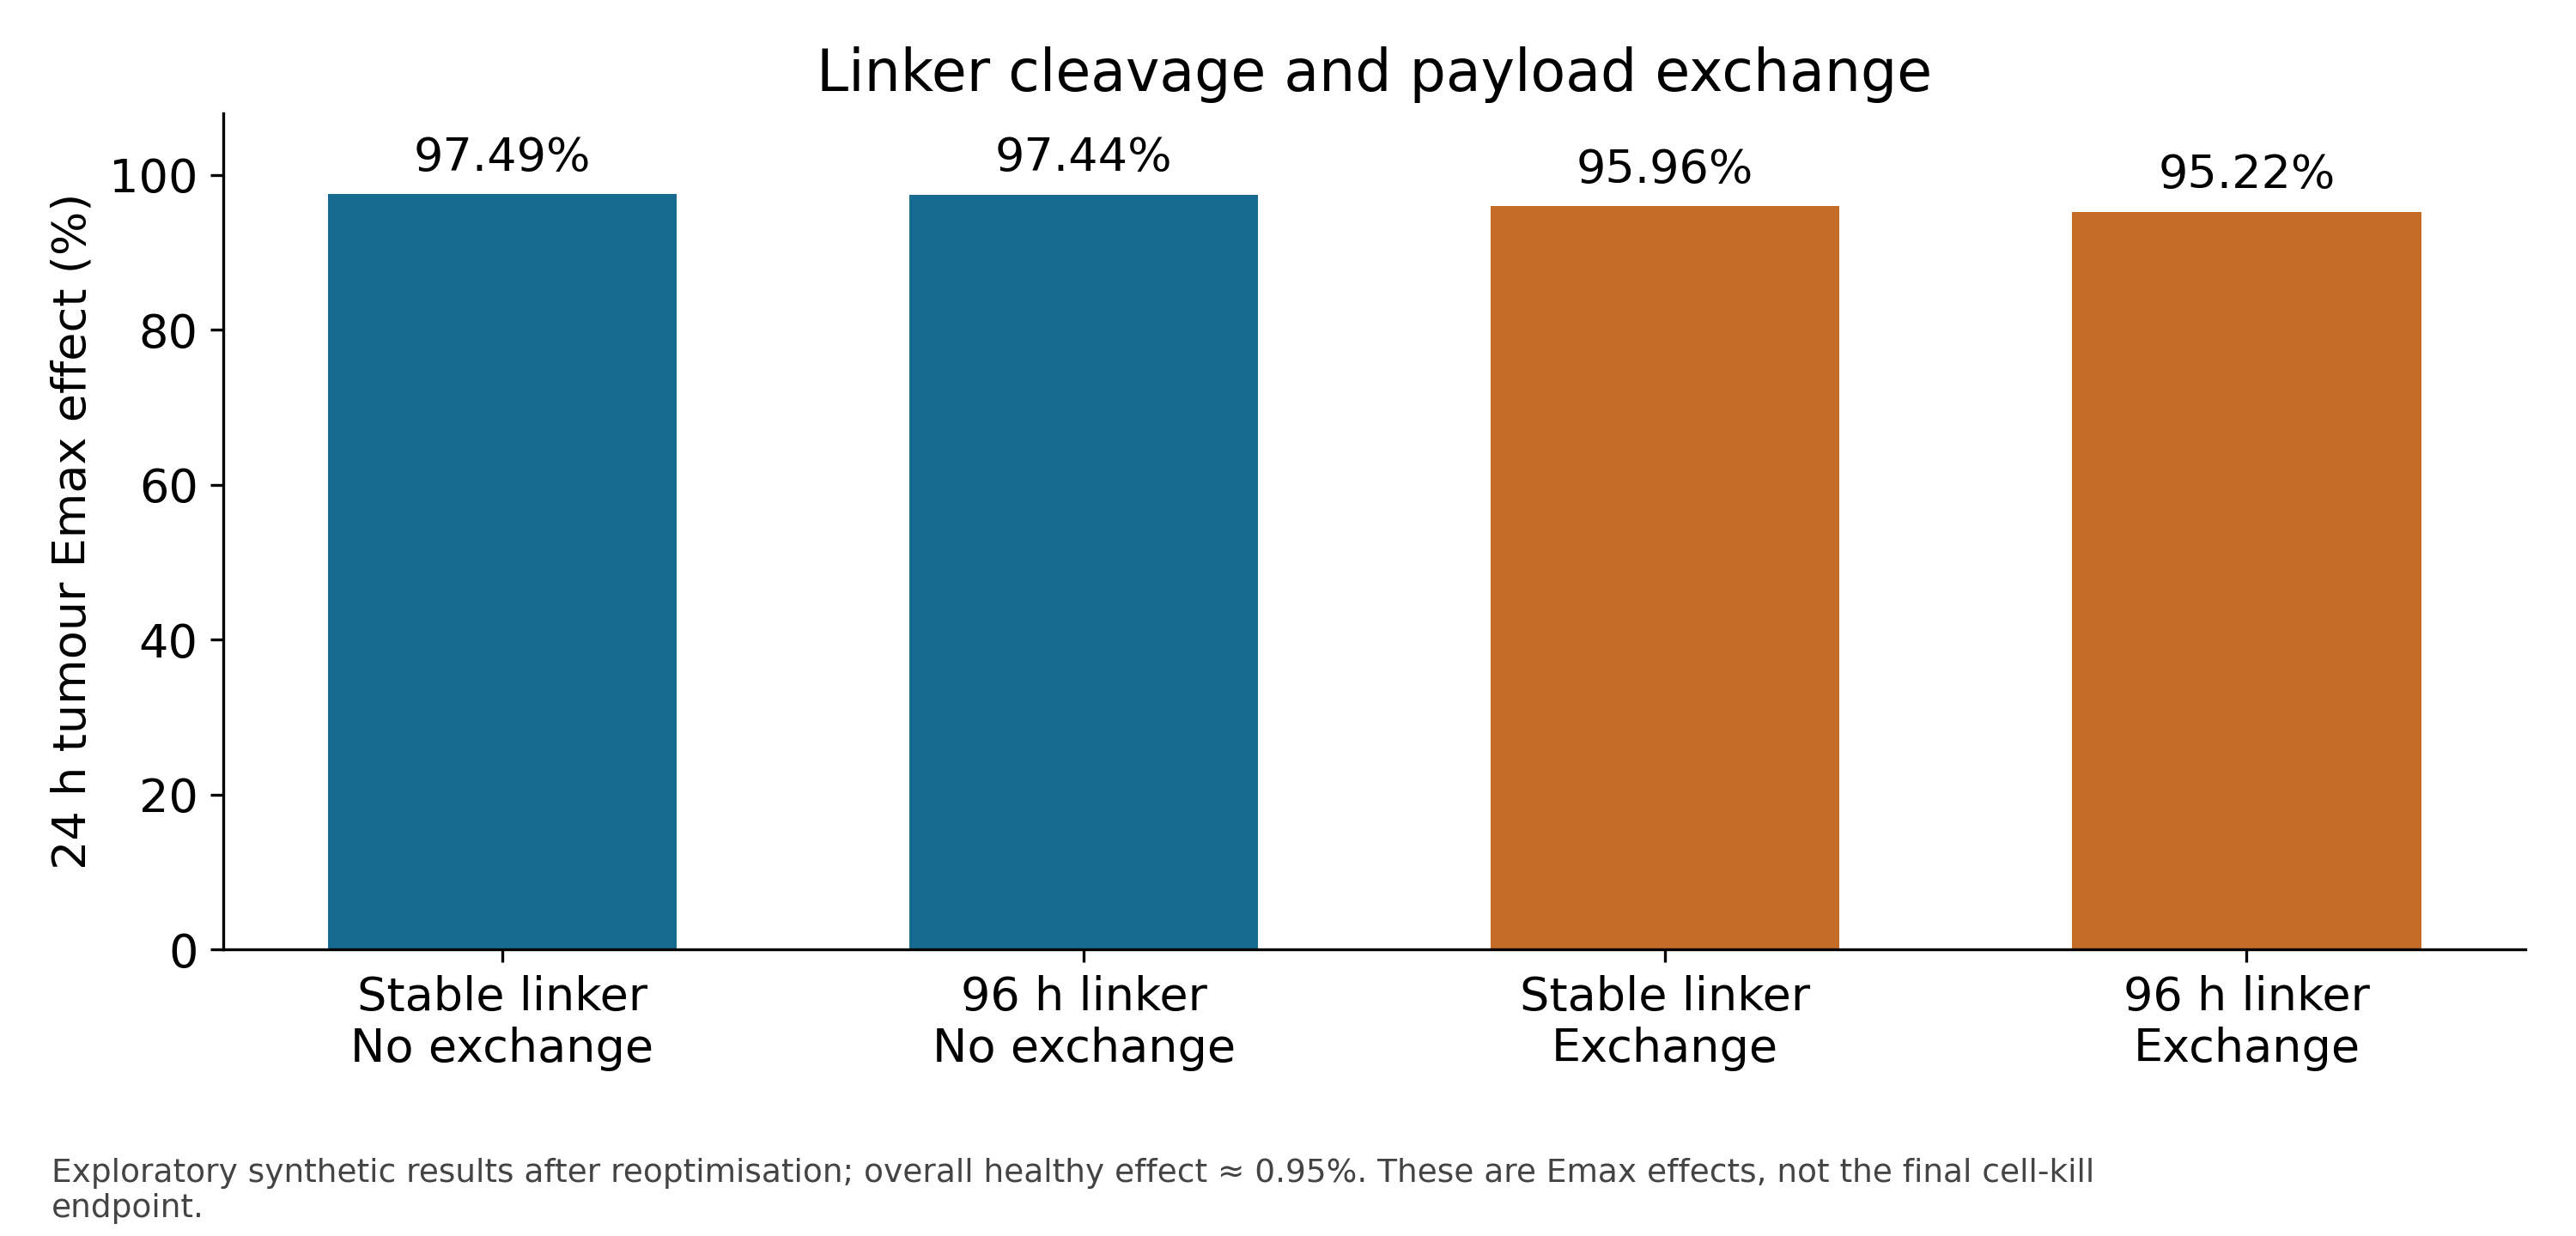 Linker cleavage and payload exchange
24 h tumour Emax effect (%)
100
80
60
40
20
0
97.49%
97.44%
95.96%
95.22%
Stable linker
No exchange
96 h linker
No exchange
Stable linker
Exchange
96 h linker
Exchange
Exploratory synthetic results after reoptimisation; overall healthy effect ≈ 0.95%. These are Emax effects, not the final cell-kill
endpoint.